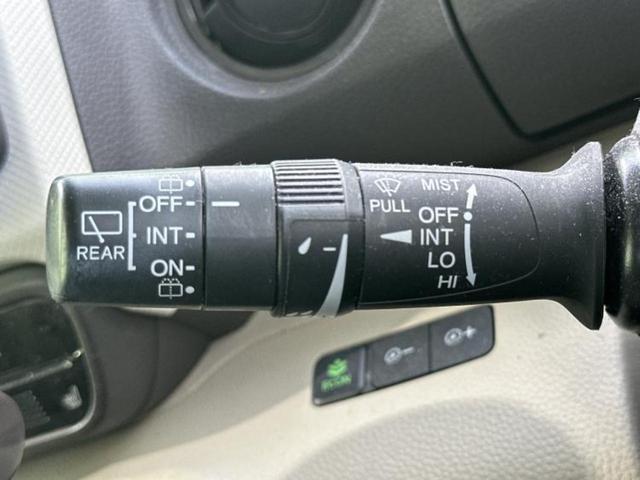 OFF
INT
REAR
ON
PULL
MIST
OFF
INT
LO
HI
ECON